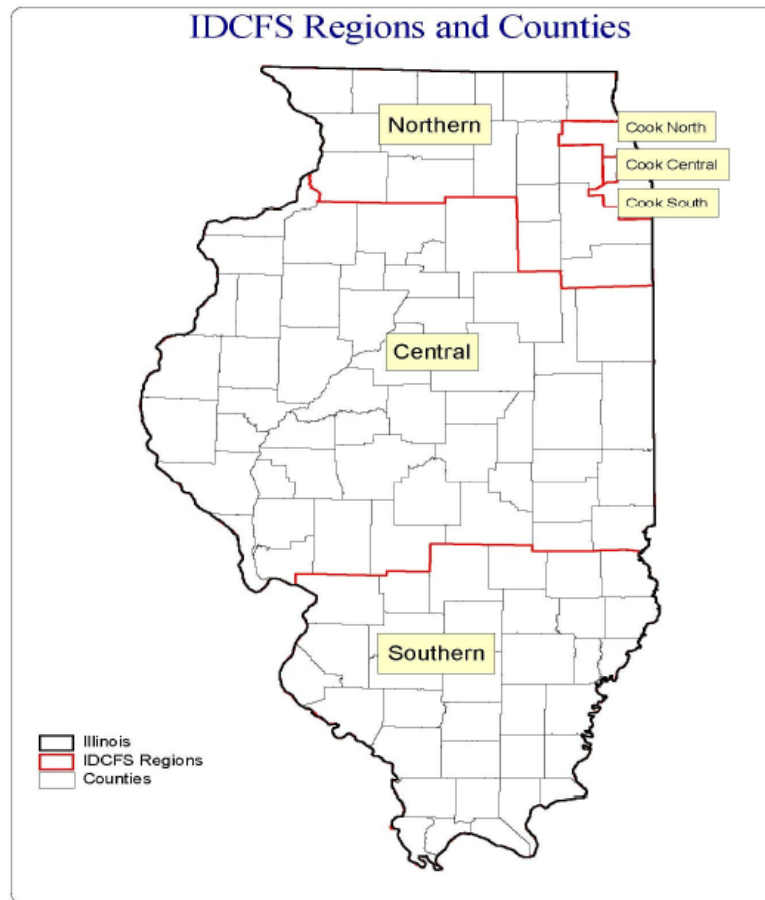 IDCFS Regions and Counties
Northern
Cook North
Cook Central
Cook South
Central
Southern
Illinois
IDCFS Regions
Counties